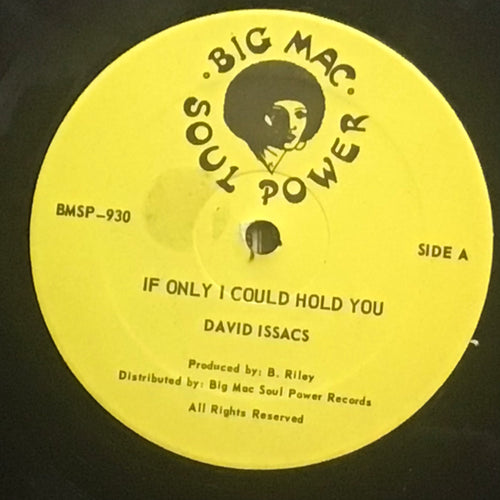 • BIG MAC •
SOUL POWER
BMSP-930
SIDE A
IF ONLY I COULD HOLD YOU
DAVID ISSACS
Produced by: B. Riley
Distributed by: Big Mac Soul Power Records
All Rights Reserved